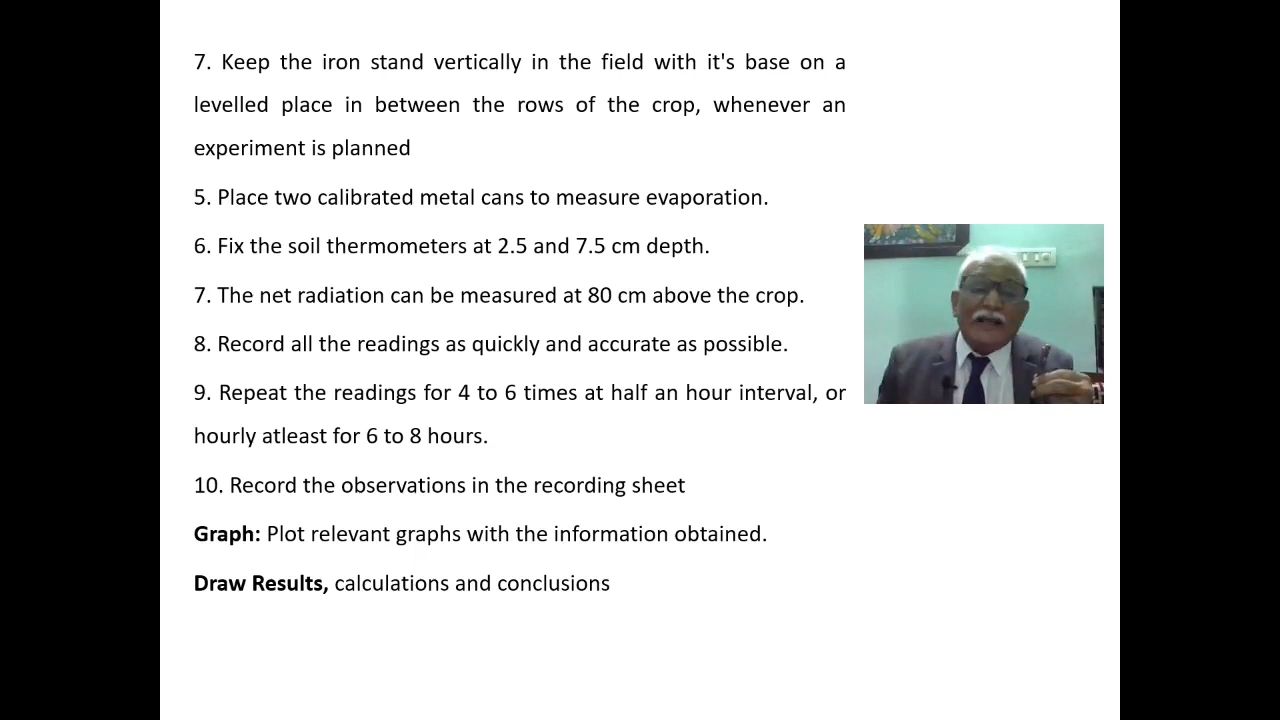 7. Keep the iron stand vertically in the field with it's base on a
levelled place in between the rows of the crop, whenever an
experiment is planned
5. Place two calibrated metal cans to measure evaporation.
6. Fix the soil thermometers at 2.5 and 7.5 cm depth.
7. The net radiation can be measured at 80 cm above the crop.
8. Record all the readings as quickly and accurate as possible.
9. Repeat the readings for 4 to 6 times at half an hour interval, or
hourly atleast for 6 to 8 hours.
10. Record the observations in the recording sheet
Graph: Plot relevant graphs with the information obtained.
Draw Results, calculations and conclusions